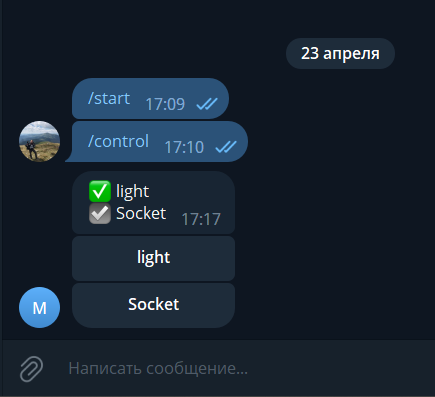 23 апреля
/start 17:09
/control 17:10
✅ light
☑ Socket 17:17
light
Socket
M
Написать сообщение...